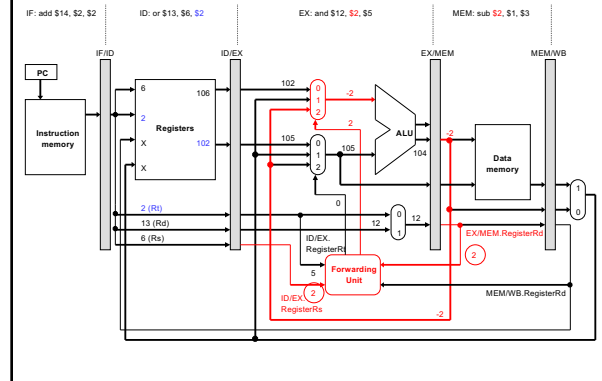 IF: add $14, $2, $2
ID: or $13, $6, $2
EX: and $12, $2, $5
MEM: sub $2, $1, $3
IF/ID
ID/EX
EX/MEM
MEM/WB
PC
Instruction
memory
6
2
X
X
Registers
106
102
102
105
0
1
2
-2
2
0
1
2
105
0
ALU
-2
104
Data
memory
1
0
2 (Rt)
13 (Rd)
6 (Rs)
12
0
1
12
ID/EX.
RegisterRt
5
ID/EX.
RegisterRs
2
Forwarding
Unit
EX/MEM.RegisterRd
2
MEM/WB.RegisterRd
-2